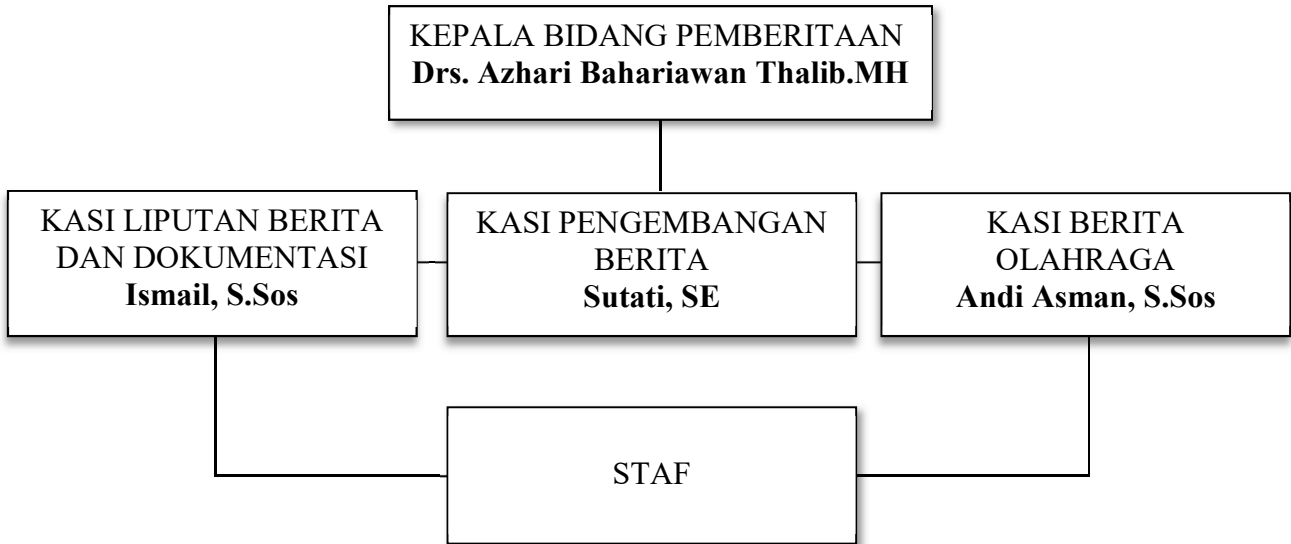 KEPALA BIDANG PEMBERITAAN
Drs. Azhari Bahariawan Thalib.MH
KASI LIPUTAN BERITA
DAN DOKUMENTASI
Ismail, S.Sos
KASI PENGEMBANGAN
BERITA
Sutati, SE
KASI BERITA
OLAHRAGA
Andi Asman, S.Sos
STAF